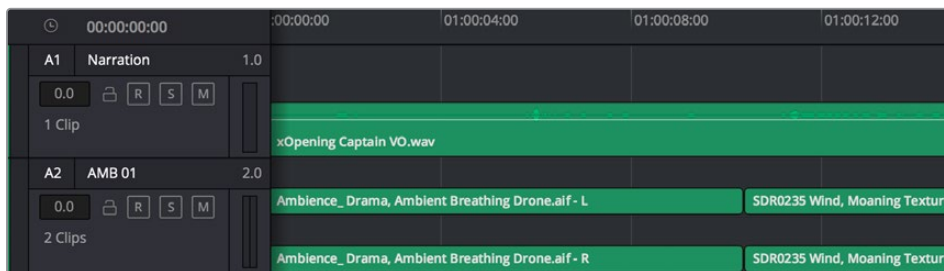 00:00:00:00 :00:00:00 01:00:04:00 01:00:08:00 01:00:12:00
A1 Narration 1.0
0.0 R S M
1 Clip
xOpening Captain VO.wav
A2 AMB 01 2.0
Ambience_ Drama, Ambient Breathing Drone.aif - L SDR0235 Wind, Moaning Textur
0.0 R S M
2 Clips
Ambience_ Drama, Ambient Breathing Drone.aif - R SDR0235 Wind, Moaning Textur